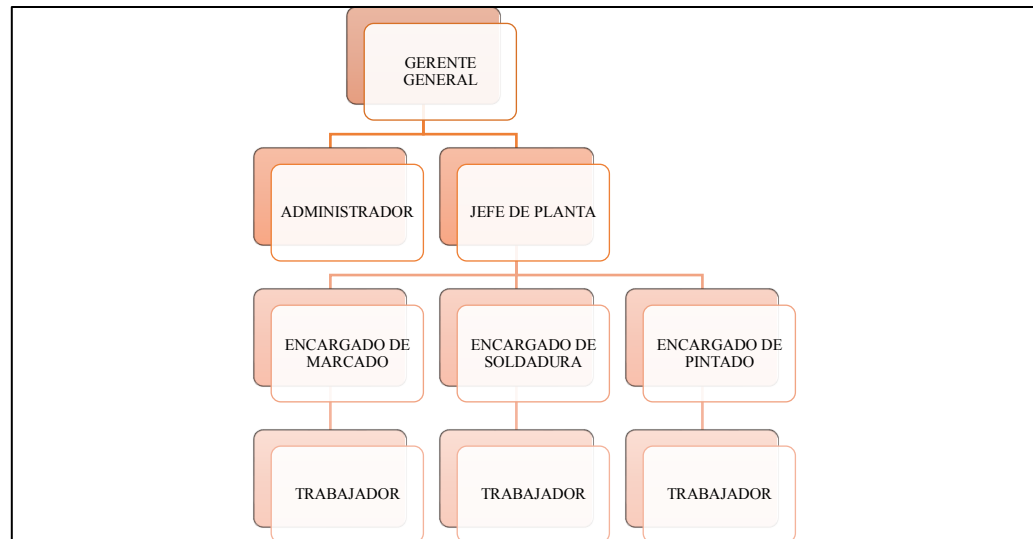 GERENTE
GENERAL
ADMINISTRADOR
JEFE DE PLANTA
ENCARGADO DE
MARCADO
ENCARGADO DE
SOLDADURA
ENCARGADO DE
PINTADO
TRABAJADOR
TRABAJADOR
TRABAJADOR